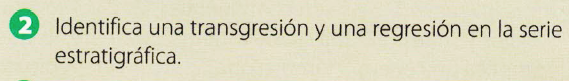 2 Identifica una transgresión y una regresión en la serie
estratigráfica.